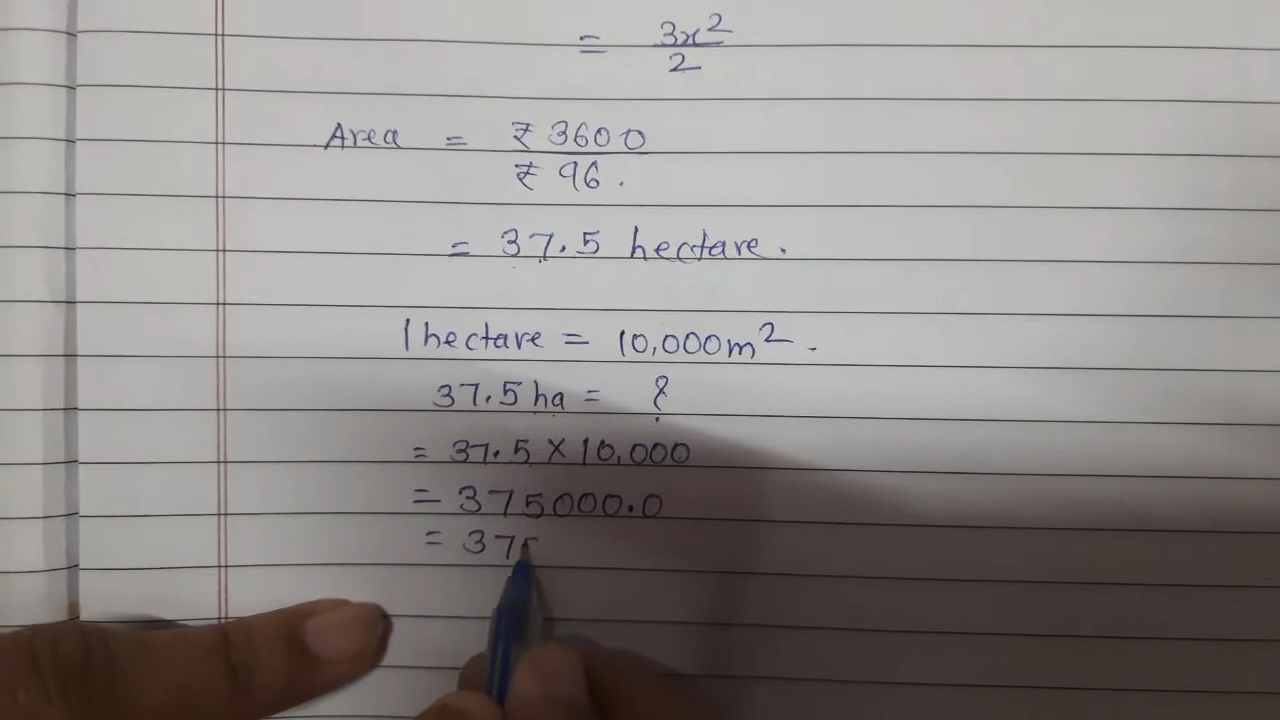 = 3x²/2
Area = ₹3600
₹ 96.
= 37.5 hectare.
1 hectare = 10,000m².
37.5 ha = ?
= 37.5 × 10,000
= 375000.0
= 375